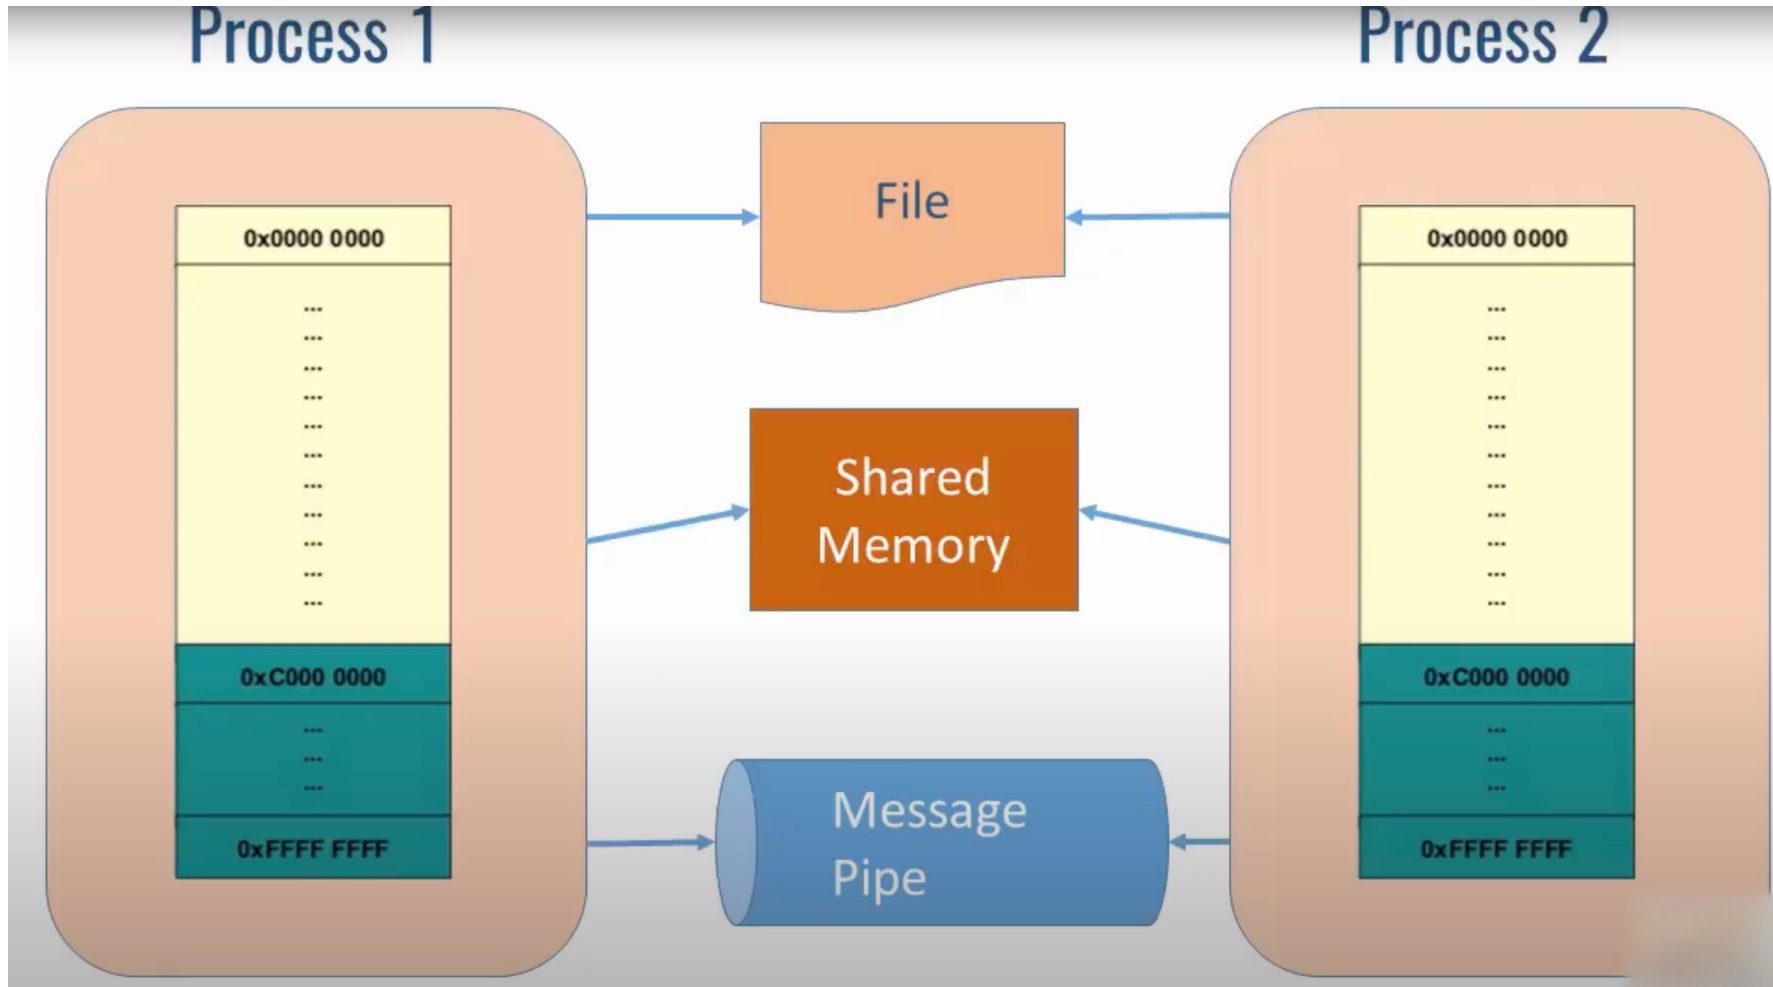 Process 1
Process 2
0x0000 0000
...
...
...
...
...
...
...
...
...
...
...
0xC000 0000
...
...
...
0xFFFF FFFF
File
Shared
Memory
Message
Pipe
0x0000 0000
...
...
...
...
...
...
...
...
...
...
...
0xC000 0000
...
...
...
0xFFFF FFFF